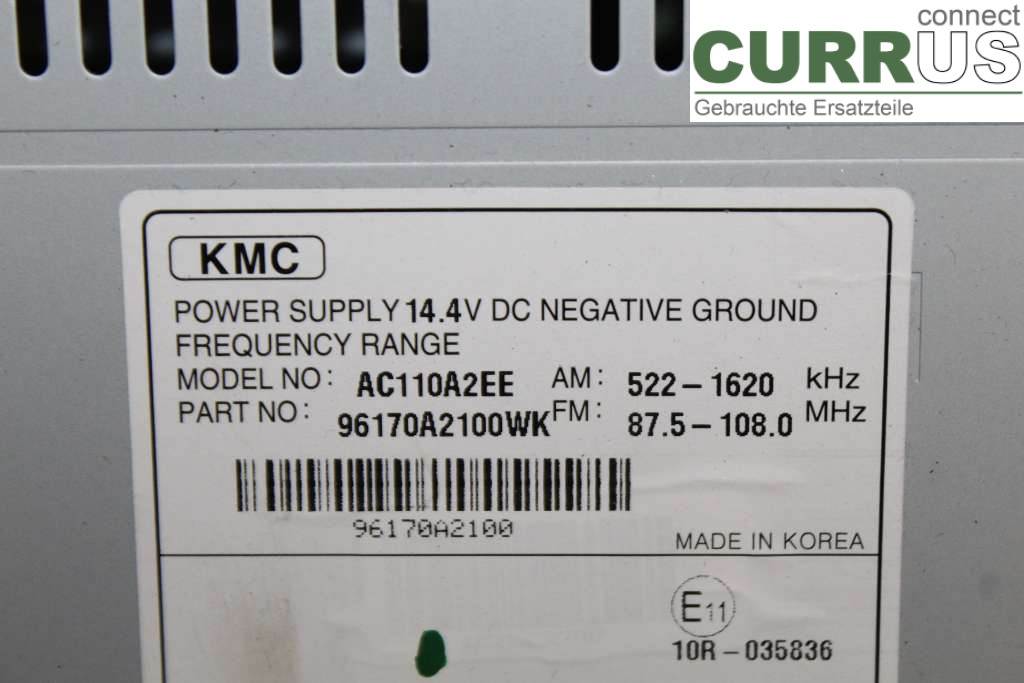 connect
CURRUS
Gebrauchte Ersatzteile
KMC
POWER SUPPLY 14.4V DC NEGATIVE GROUND
FREQUENCY RANGE
MODEL NO: AC110A2EE AM: 522-1620 kHz
PART NO: 96170A2100WK FM: 87.5-108.0 MHz
96170A2100
MADE IN KOREA
E11
10R-035836